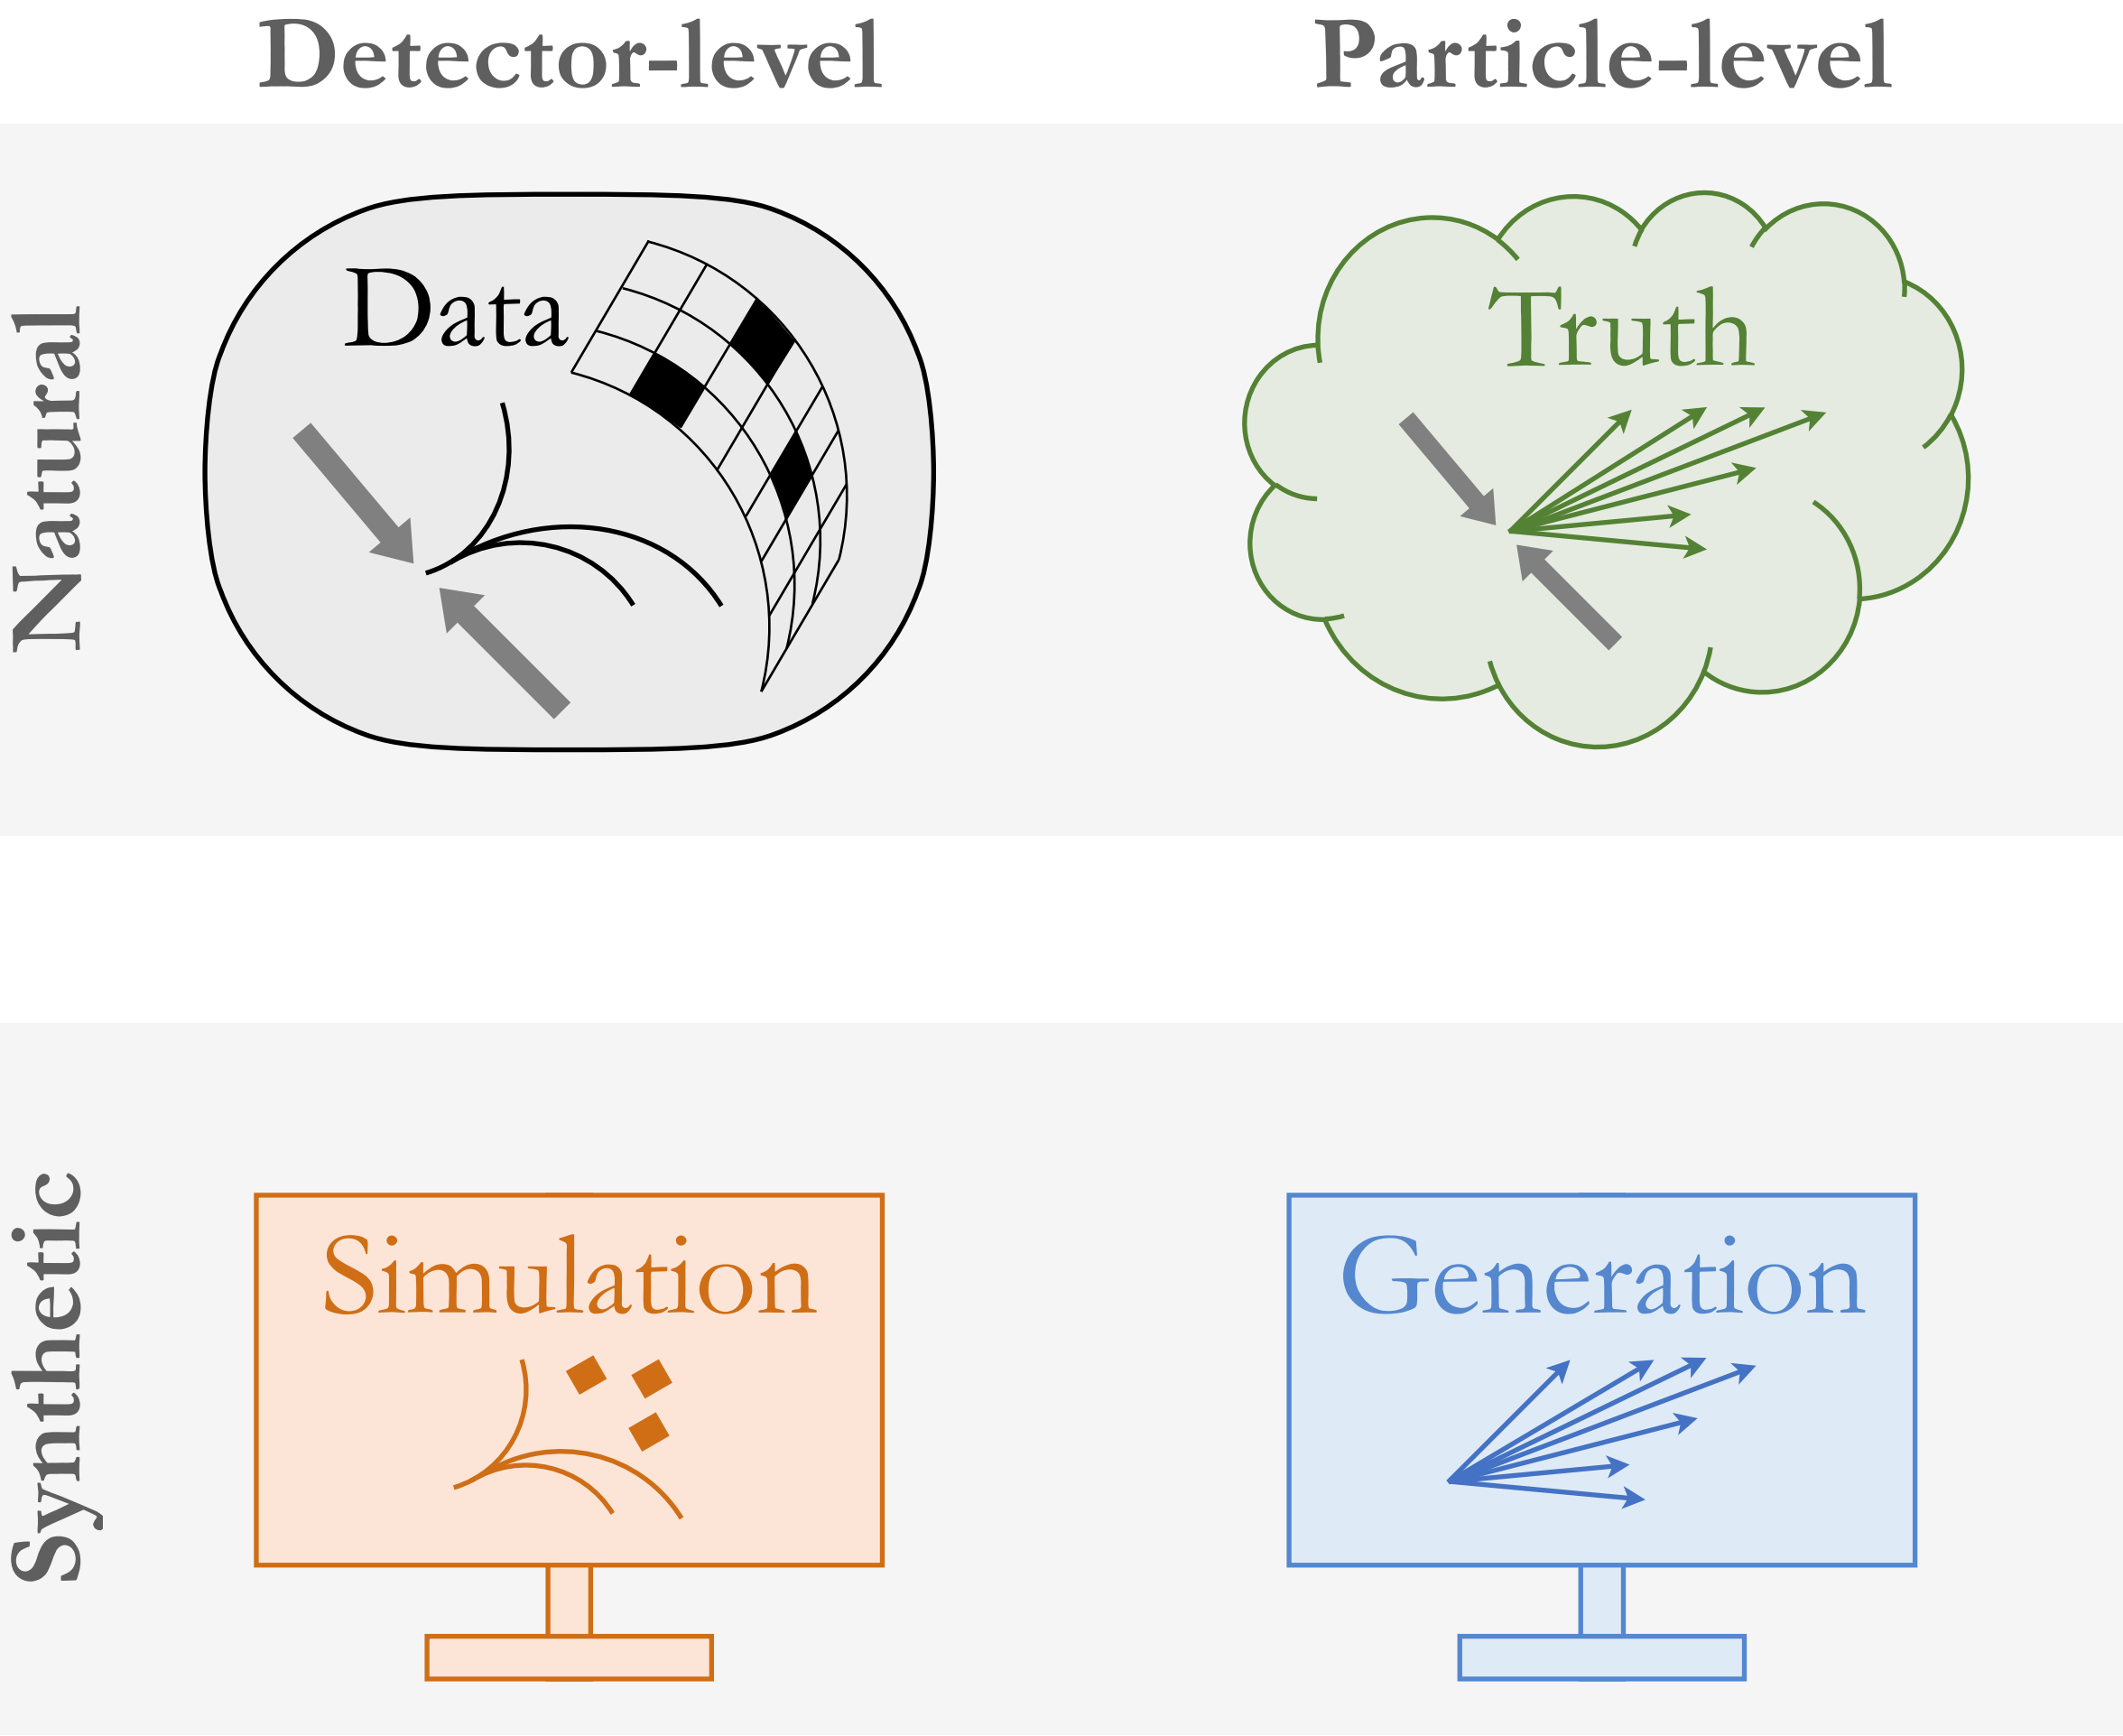 Detector-level
Particle-level
Natural
Data
Truth
Synthetic
Simulation
Generation